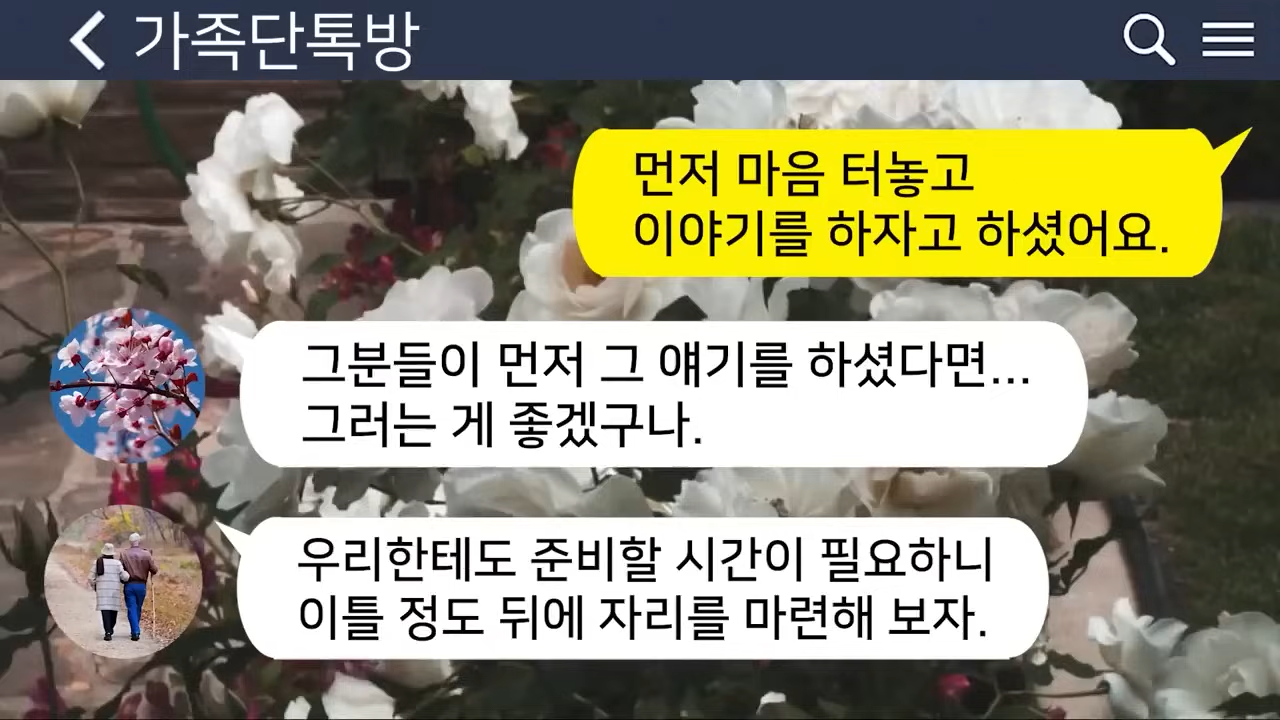 가족단톡방
먼저 마음 터놓고
이야기를 하자고 하셨어요.
그분들이 먼저 그 얘기를 하셨다면...
그러는 게 좋겠구나.
우리한테도 준비할 시간이 필요하니
이틀 정도 뒤에 자리를 마련해 보자.